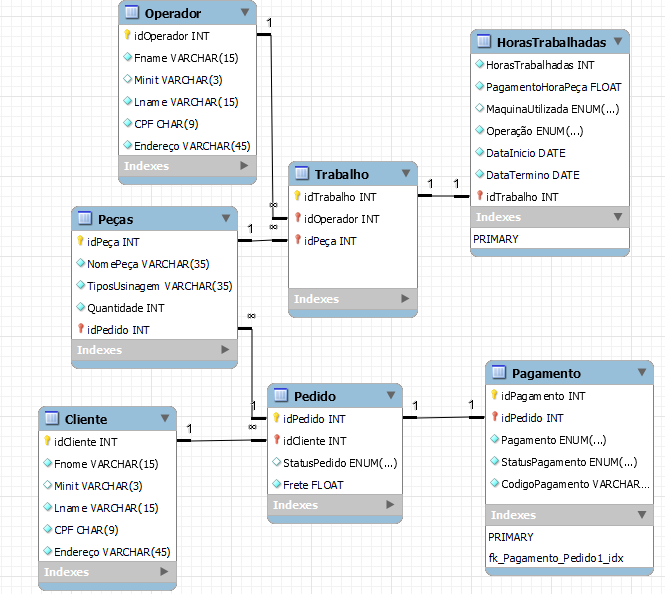 Operador
idOperador INT
Fname VARCHAR(15)
Minit VARCHAR(3)
Lname VARCHAR(15)
CPF CHAR(9)
Endereço VARCHAR(45)
Indexes
1
∞
HorasTrabalhadas
HorasTrabalhadas INT
PagamentoHoraPeça FLOAT
MaquinaUtilizada ENUM(...)
Operação ENUM(...)
DataInicio DATE
DataTermino DATE
idTrabalho INT
Indexes
PRIMARY
Trabalho
idTrabalho INT
idOperador INT
idPeça INT
Indexes
1
1
Peças
idPeça INT
NomePeça VARCHAR(35)
TiposUsinagem VARCHAR(35)
Quantidade INT
idPedido INT
Indexes
1
∞
∞
1
Cliente
idCliente INT
Fnome VARCHAR(15)
Minit VARCHAR(3)
Lname VARCHAR(15)
CPF CHAR(9)
Endereço VARCHAR(45)
Indexes
1
∞
Pedido
idPedido INT
idCliente INT
StatusPedido ENUM(...)
Frete FLOAT
Indexes
1
1
Pagamento
idPagamento INT
idPedido INT
Pagamento ENUM(...)
StatusPagamento ENUM(...)
CodigoPagamento VARCHAR...
Indexes
PRIMARY
fk_Pagamento_Pedido1_idx